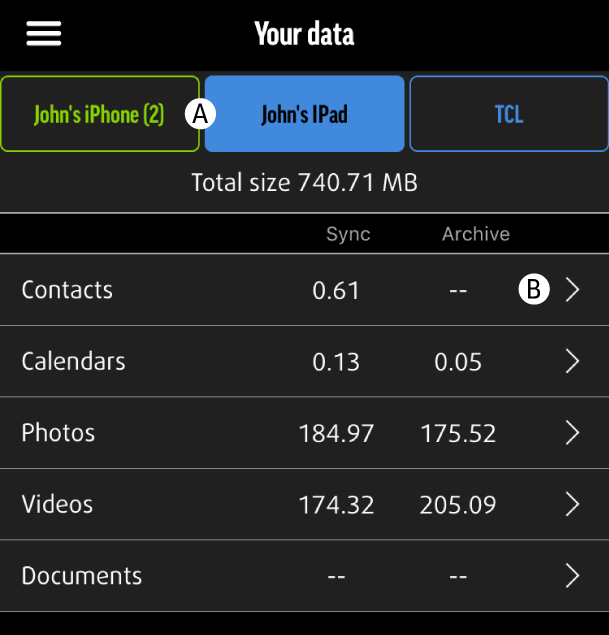 Your data
John's iPhone (2) A John's IPad TCL
Total size 740.71 MB
Sync Archive
Contacts 0.61 -- B
Calendars 0.13 0.05
Photos 184.97 175.52
Videos 174.32 205.09
Documents -- --